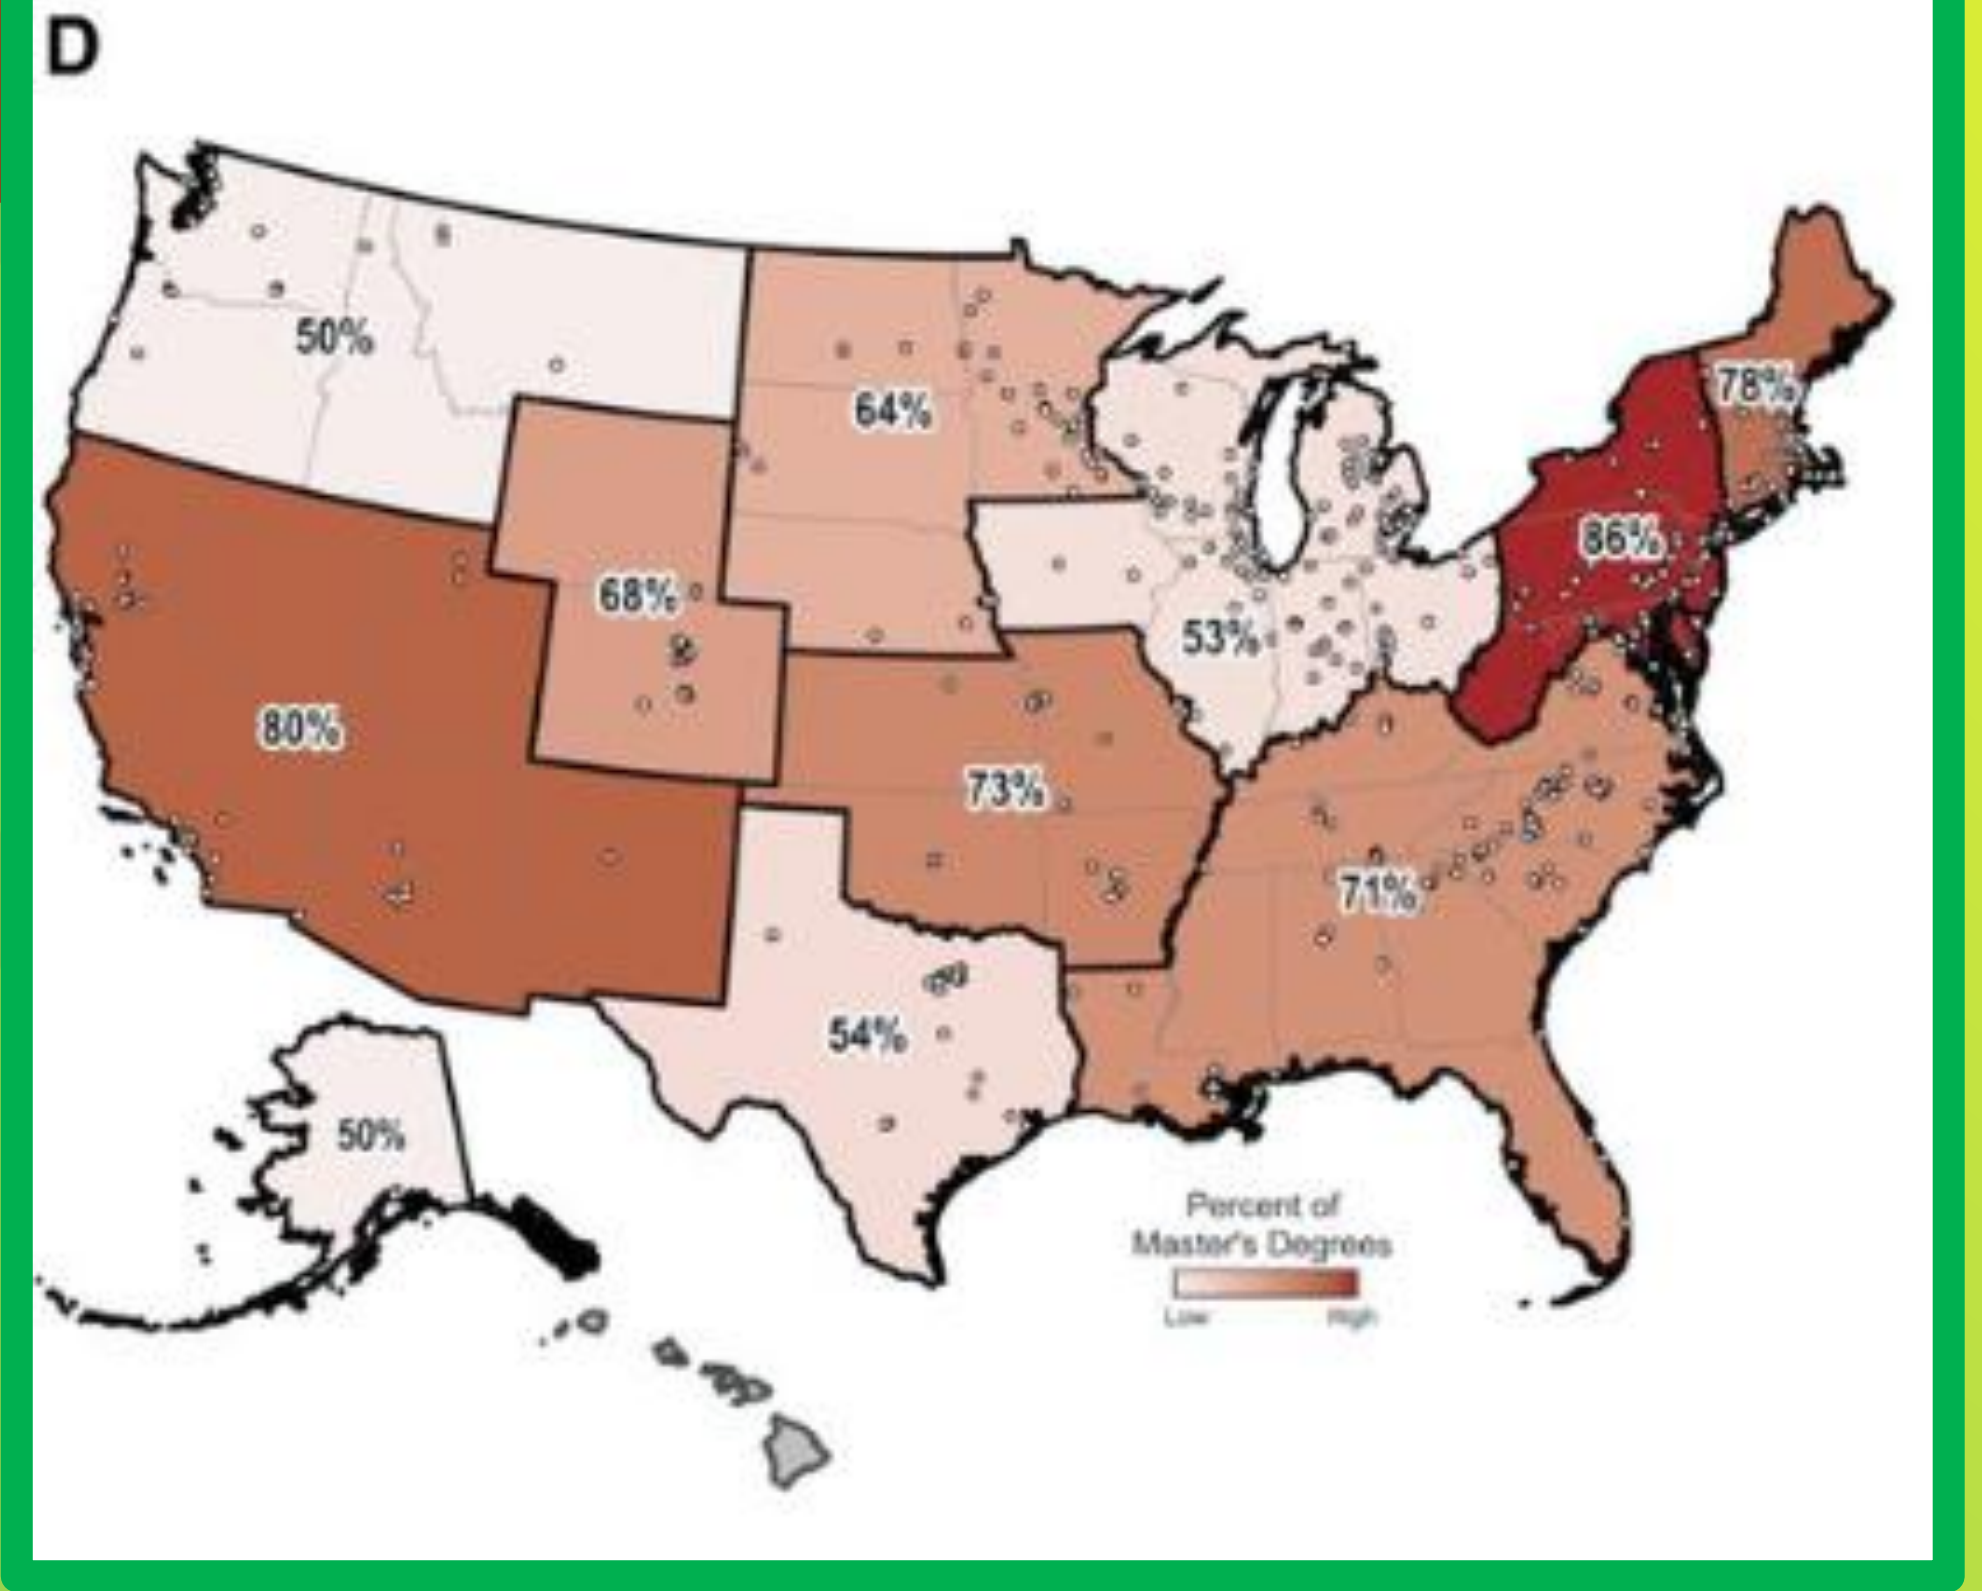 D
78%
50%
64%
86%
68%
53%
80%
73%
71%
54%
50%
Percent of
Master's Degrees
Low High